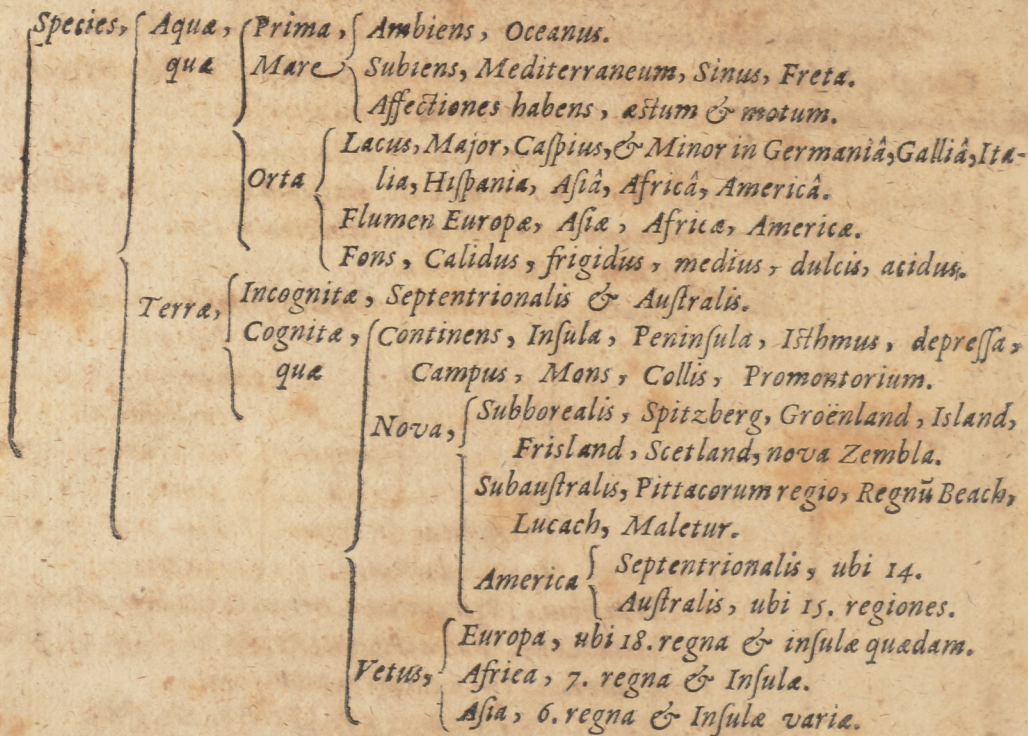 Species, Aquæ, Prima, Ambiens, Oceanus.
quæ Mare Subiens, Mediterraneum, Sinus, Freta.
Affectiones habens, æstum & motum.
Lacus, Major, Caſpius, & Minor in Germaniâ, Galliâ, Ita-
Orta lia, Hiſpania, Aſiâ, Africâ, Americâ.
Flumen Europæ, Aſiæ, Africæ, Americæ.
Fons, Calidus, frigidus, medius, dulcis, acidus.
Terræ, Incognitæ, Septentrionalis & Auſtralis.
Cognitæ, Continens, Inſula, Peninſula, Isthmus, depreſſa,
quæ Campus, Mons, Collis, Promontorium.
Nova, Subborealis, Spitzberg, Groënland, Island,
Frisland, Scetland, nova Zembla.
Subauſtralis, Pittacorum regio, Regnū Beach,
Lucach, Maletur.
America Septentrionalis, ubi 14.
Auſtralis, ubi 15. regiones.
Europa, ubi 18. regna & inſulæ quædam.
Vetus, Africa, 7. regna & Inſulæ.
Aſia, 6. regna & Inſulæ variæ.